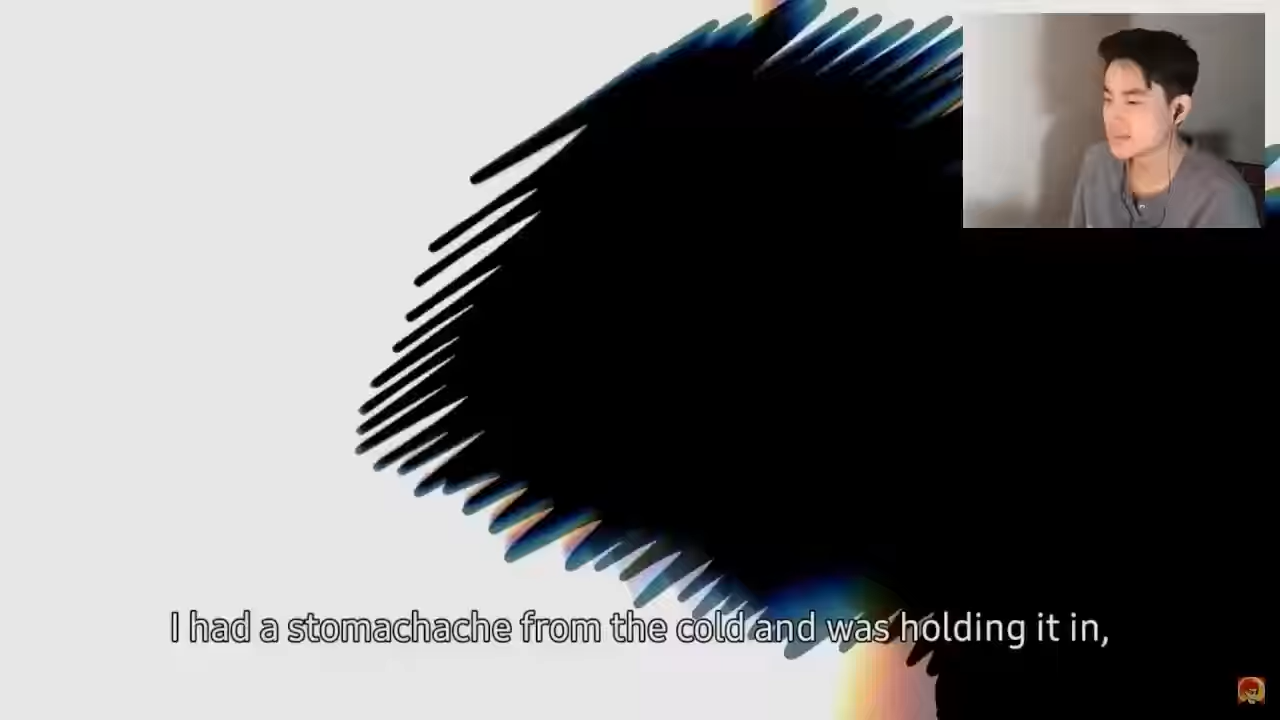 I had a stomachache from the cold and was holding it in,